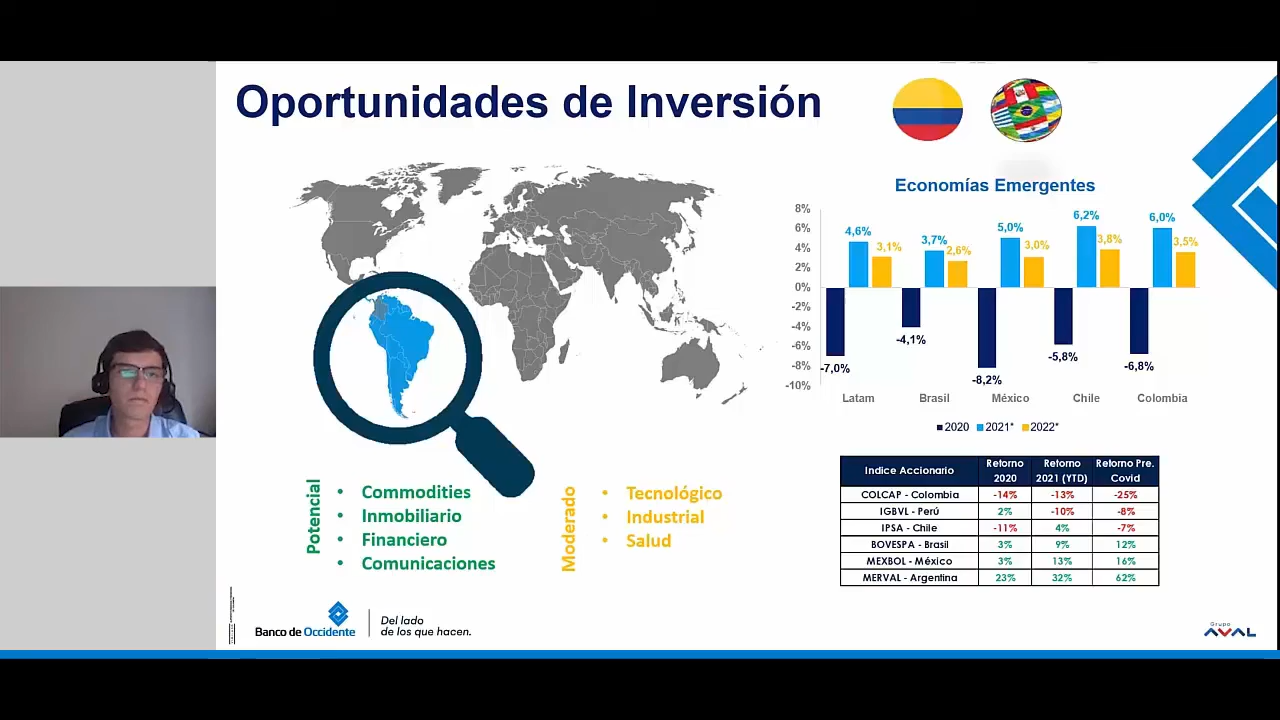 Oportunidades de Inversión
Economías Emergentes
8%
6%
4%
2%
0%
-2%
-4%
-6%
-8%
-10%
4,6%
3,1%
3,7%
2,6%
5,0%
3,0%
6,2%
3,8%
6,0%
3,5%
-7,0%
-4,1%
-8,2%
-5,8%
-6,8%
Latam Brasil México Chile Colombia
2020 2021* 2022*
Potencial
• Commodities
• Inmobiliario
• Financiero
• Comunicaciones
Moderado
• Tecnológico
• Industrial
• Salud
Indice Accionario Retorno 2020 Retorno 2021 (YTD) Retorno Pre. Covid
COLCAP - Colombia -14% -13% -25%
IGBVL - Perú 2% -10% -8%
IPSA - Chile -11% 4% -7%
BOVESPA - Brasil 3% 9% 12%
MEXBOL - México 3% 13% 16%
MERVAL - Argentina 23% 32% 62%
Banco de Occidente
Del lado
de los que hacen.
Grupo
AVAL